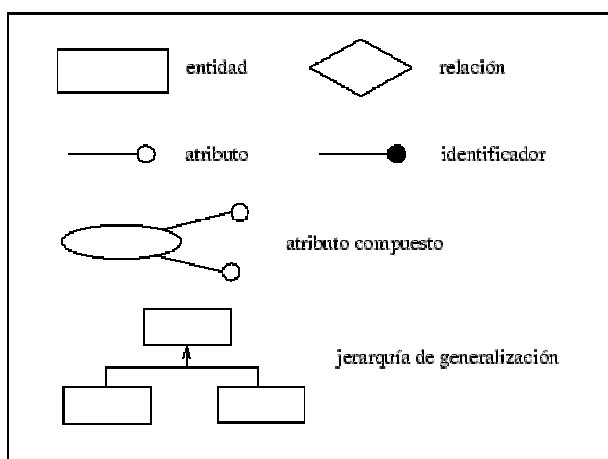 entidad
relación
atributo
identificador
atributo compuesto
jerarquía de generalización